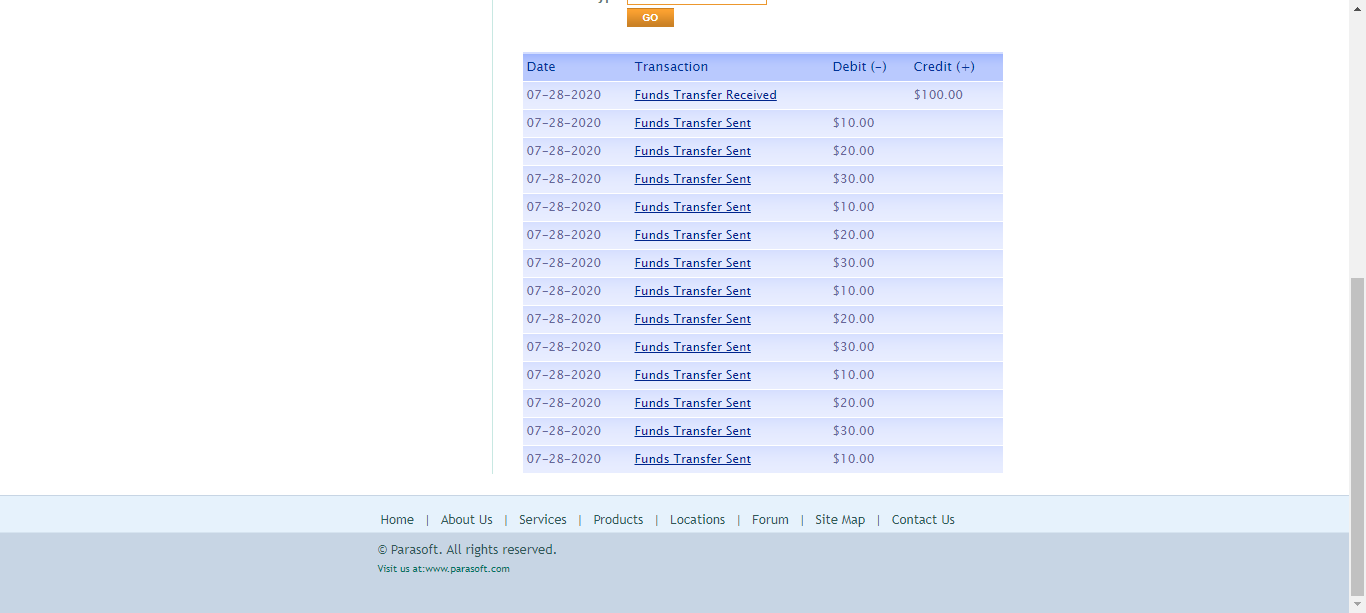 GO
Date Transaction Debit (-) Credit (+)
07-28-2020 Funds Transfer Received $100.00
07-28-2020 Funds Transfer Sent $10.00
07-28-2020 Funds Transfer Sent $20.00
07-28-2020 Funds Transfer Sent $30.00
07-28-2020 Funds Transfer Sent $10.00
07-28-2020 Funds Transfer Sent $20.00
07-28-2020 Funds Transfer Sent $30.00
07-28-2020 Funds Transfer Sent $10.00
07-28-2020 Funds Transfer Sent $20.00
07-28-2020 Funds Transfer Sent $30.00
07-28-2020 Funds Transfer Sent $10.00
07-28-2020 Funds Transfer Sent $20.00
07-28-2020 Funds Transfer Sent $30.00
07-28-2020 Funds Transfer Sent $10.00
Home | About Us | Services | Products | Locations | Forum | Site Map | Contact Us
© Parasoft. All rights reserved.
Visit us at:www.parasoft.com